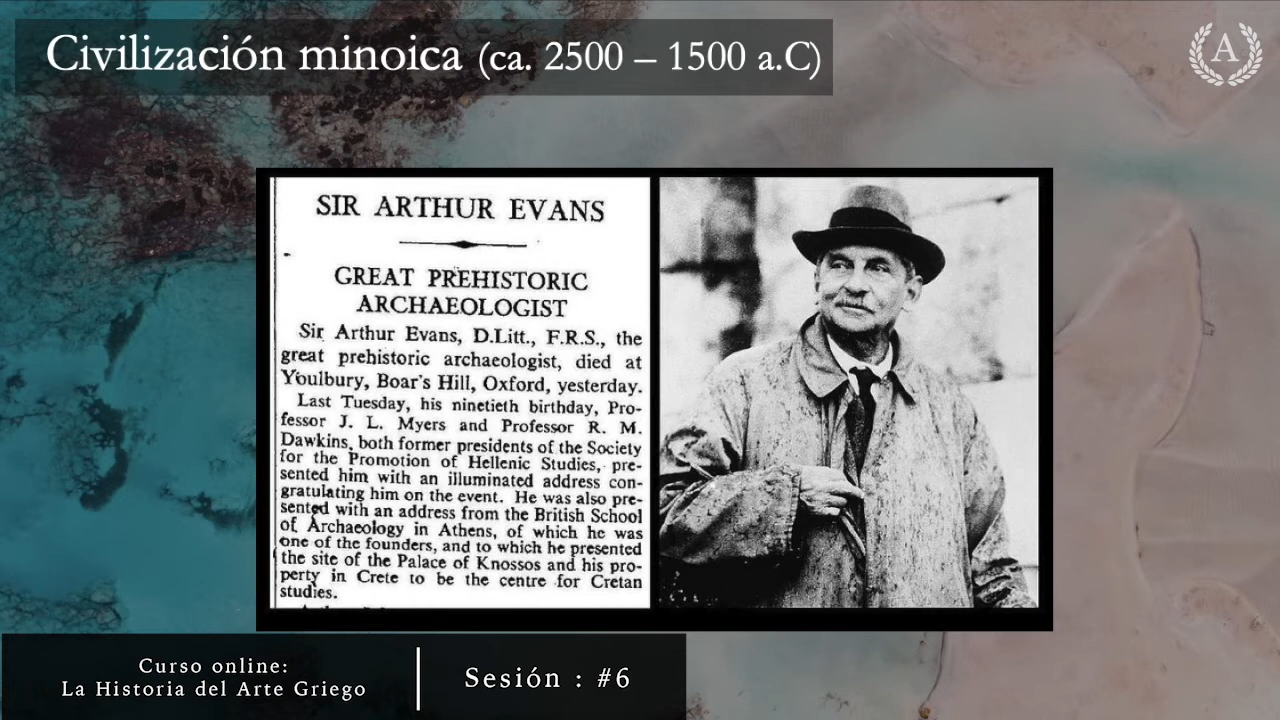 Civilización minoica (ca. 2500 – 1500 a.C)
A
SIR ARTHUR EVANS
GREAT PREHISTORIC
ARCHAEOLOGIST
Sir Arthur Evans, D.Litt., F.R.S., the
great prehistoric archaeologist, died at
Youlbury, Boar's Hill, Oxford, yesterday.
Last Tuesday, his ninetieth birthday, Pro-
fessor J. L. Myers and Professor R. M.
Dawkins, both former presidents of the Society
for the Promotion of Hellenic Studies, pre-
sented him with an illuminated address con-
gratulating him on the event. He was also pre-
sented with an address from the British School
of Archaeology in Athens, of which he was
one of the founders, and to which he presented
the site of the Palace of Knossos and his pro-
perty in Crete to be the centre for Cretan
studies.
Curso online:
La Historia del Arte Griego
Sesión : #6